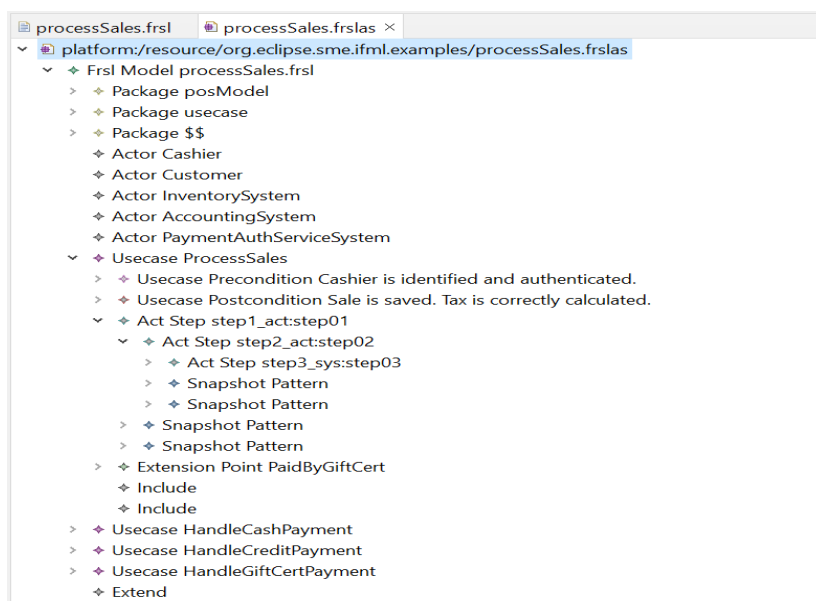 processSales.frsl processSales.frslas
platform:/resource/org.eclipse.sme.ifml.examples/processSales.frslas
Frsl Model processSales.frsl
Package posModel
Package usecase
Package $$
Actor Cashier
Actor Customer
Actor InventorySystem
Actor AccountingSystem
Actor PaymentAuthServiceSystem
Usecase ProcessSales
Usecase Precondition Cashier is identified and authenticated.
Usecase Postcondition Sale is saved. Tax is correctly calculated.
Act Step step1_act:step01
Act Step step2_act:step02
Act Step step3_sys:step03
Snapshot Pattern
Snapshot Pattern
Snapshot Pattern
Snapshot Pattern
Extension Point PaidByGiftCert
Include
Include
Usecase HandleCashPayment
Usecase HandleCreditPayment
Usecase HandleGiftCertPayment
Extend